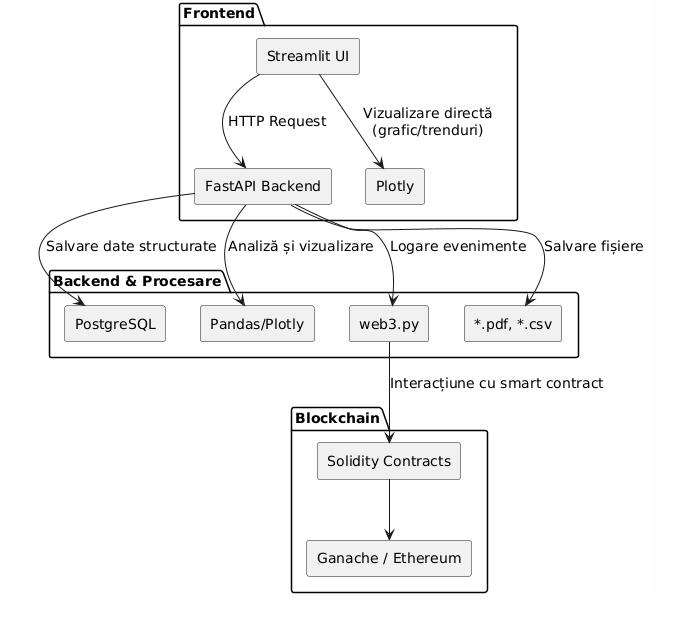 Frontend
Streamlit UI
HTTP Request
Vizualizare directă
(grafic/trenduri)
FastAPI Backend
Plotly
Salvare date structurate
Analiză și vizualizare
Logare evenimente
Salvare fișiere
Backend & Procesare
PostgreSQL
Pandas/Plotly
web3.py
*.pdf, *.csv
Interacțiune cu smart contract
Blockchain
Solidity Contracts
Ganache / Ethereum